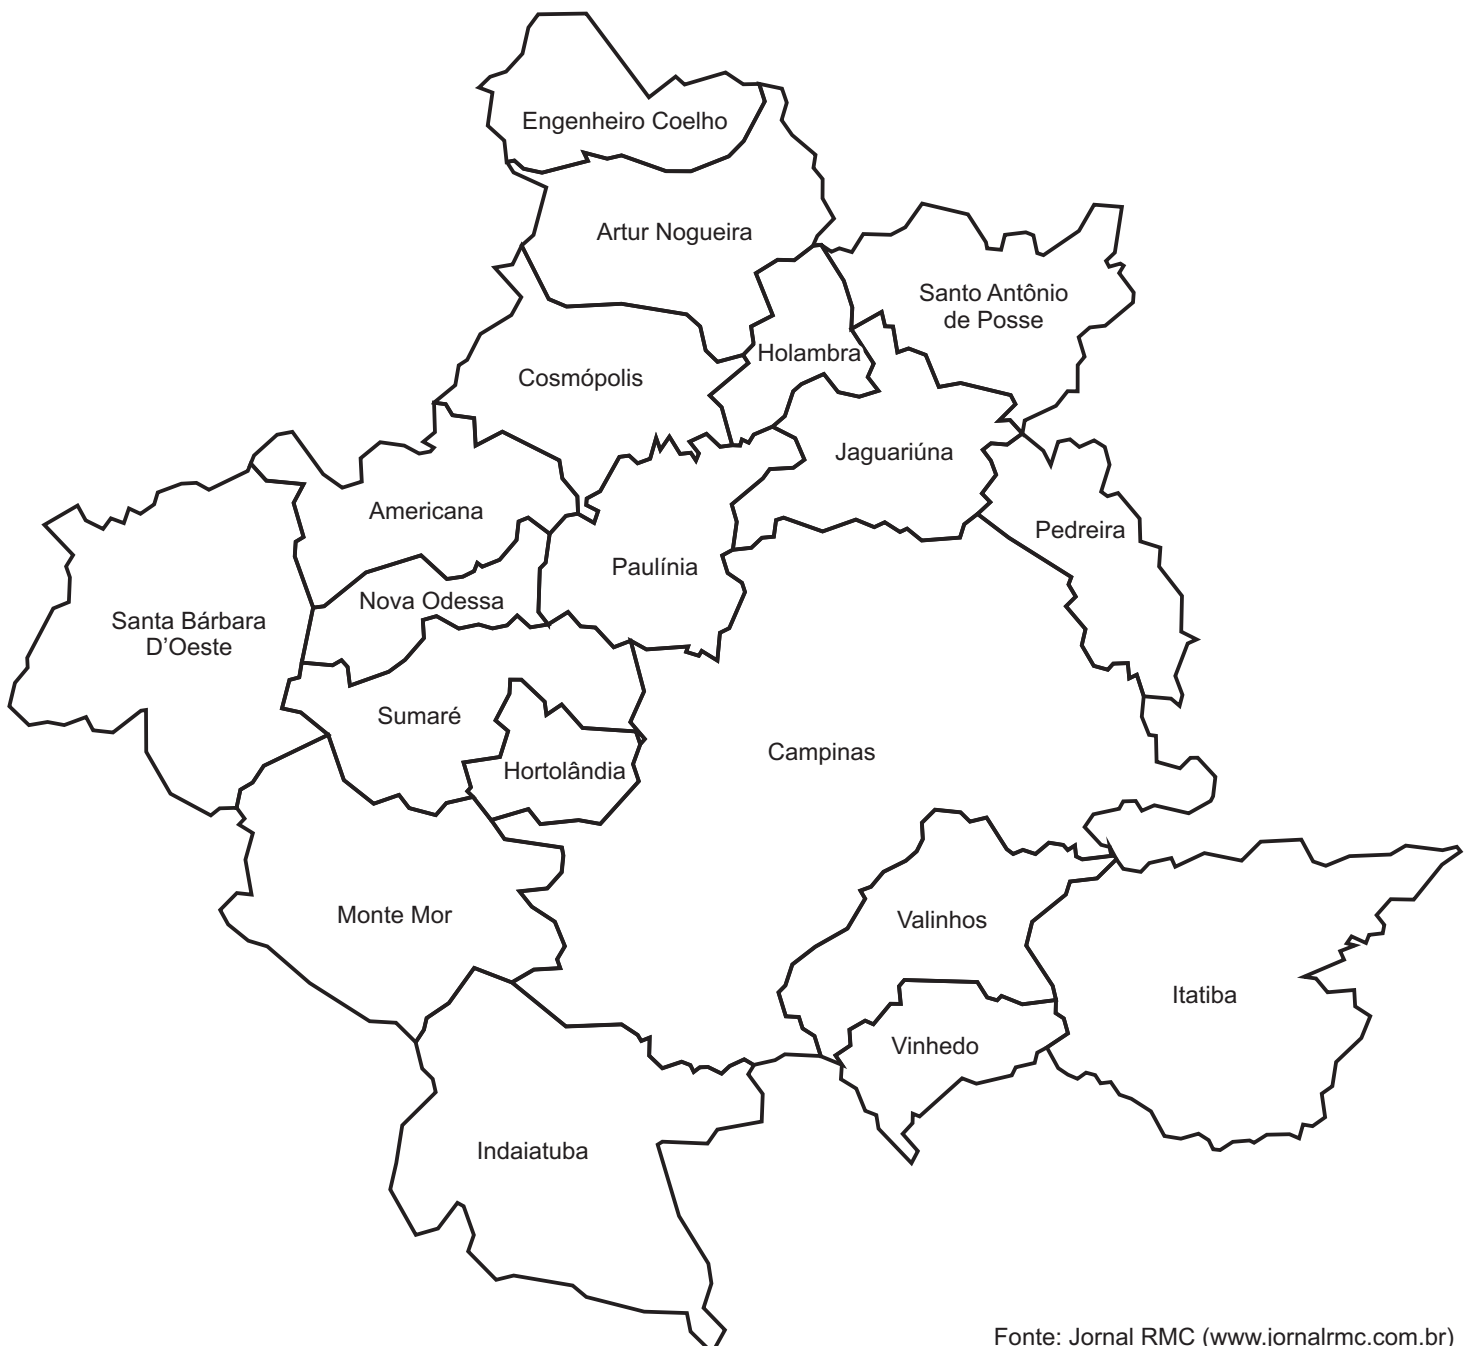 Engenheiro Coelho
Artur Nogueira
Santo Antônio
de Posse
Holambra
Cosmópolis
Jaguariúna
Americana
Pedreira
Paulínia
Nova Odessa
Santa Bárbara
D’Oeste
Sumaré
Campinas
Hortolândia
Monte Mor
Valinhos
Itatiba
Vinhedo
Indaiatuba
Fonte: Jornal RMC (www.jornalrmc.com.br)